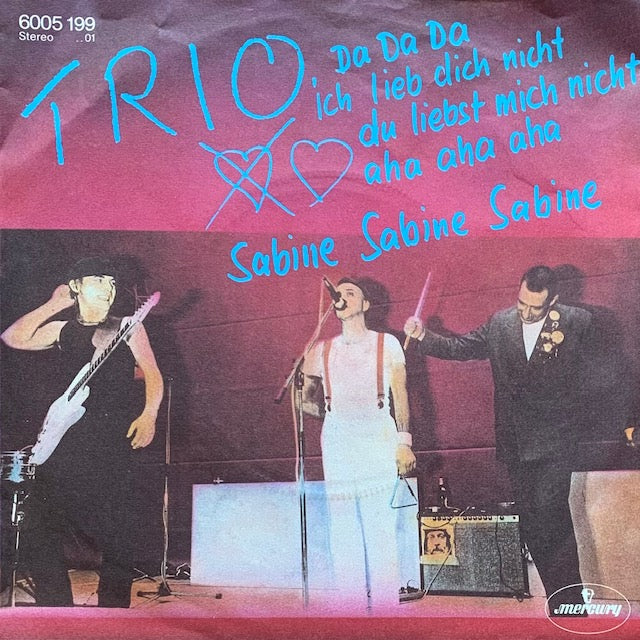 6005 199
Stereo ..01
TRIO,
Da Da Da
ich lieb dich nicht
du liebst mich nicht
aha aha aha
Sabine Sabine Sabine
mercury